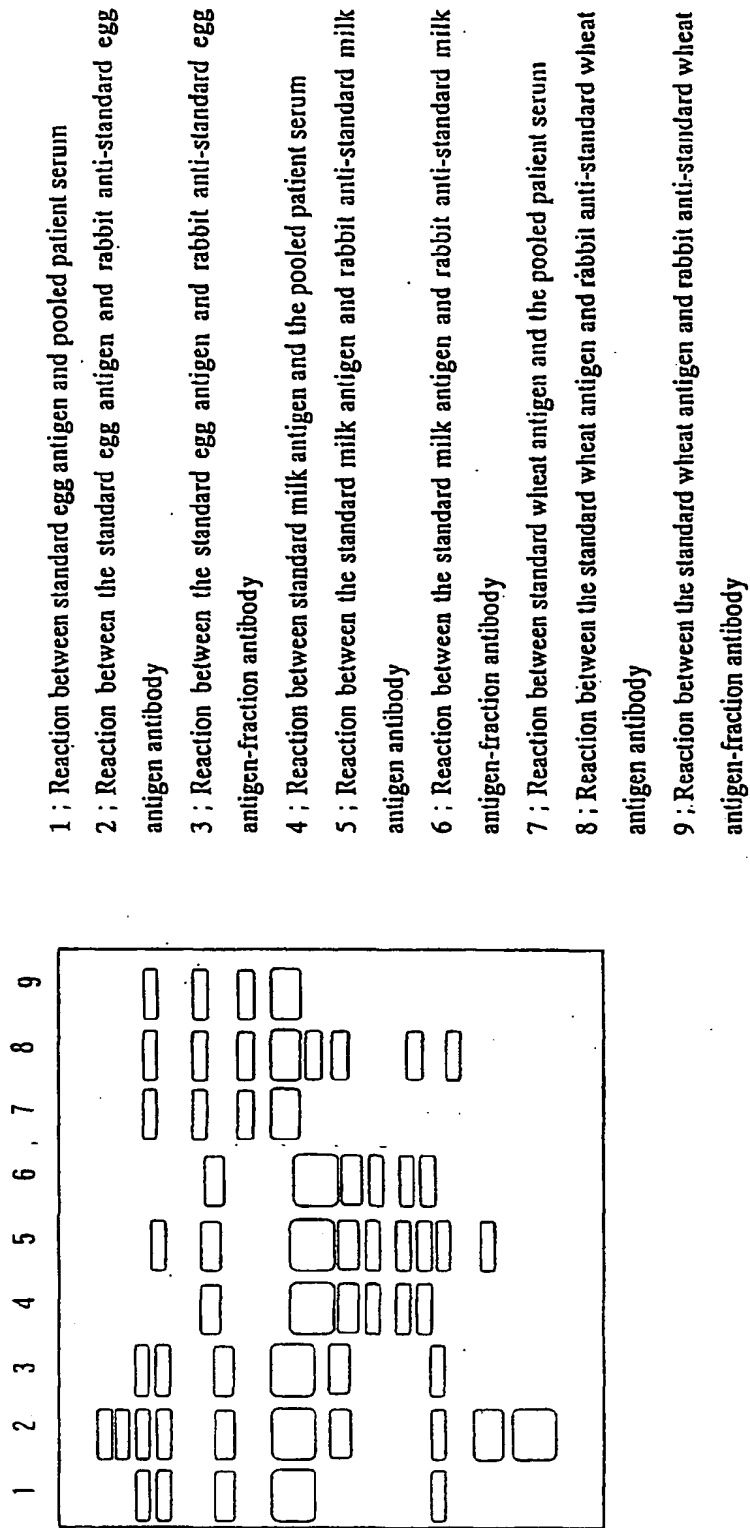 1 2 3 4 5 6 7 8 9
1 ; Reaction between standard egg antigen and pooled patient serum
2 ; Reaction between the standard egg antigen and rabbit anti-standard egg
antigen antibody
3 ; Reaction between the standard egg antigen and rabbit anti-standard egg
antigen-fraction antibody
4 ; Reaction between standard milk antigen and the pooled patient serum
5 ; Reaction between the standard milk antigen and rabbit anti-standard milk
antigen antibody
6 ; Reaction between the standard milk antigen and rabbit anti-standard milk
antigen-fraction antibody
7 ; Reaction between standard wheat antigen and the pooled patient serum
8 ; Reaction between the standard wheat antigen and rabbit anti-standard wheat
antigen antibody
9 ; Reaction between the standard wheat antigen and rabbit anti-standard wheat
antigen-fraction antibody